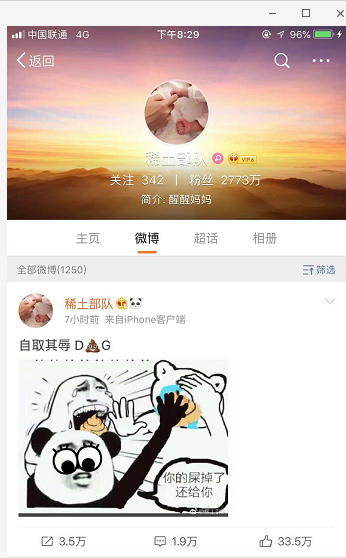 中国联通 4G 下午8:29 96%
返回
稀土部队 VIP 6
关注 342 | 粉丝 2773万
简介: 醒醒妈妈
主页 微博 超话 相册
全部微博(1250) 筛选
稀土部队
7小时前 来自iPhone客户端
自取其辱 D💩G
你的屎掉了
还给你
3.5万 1.9万 33.5万